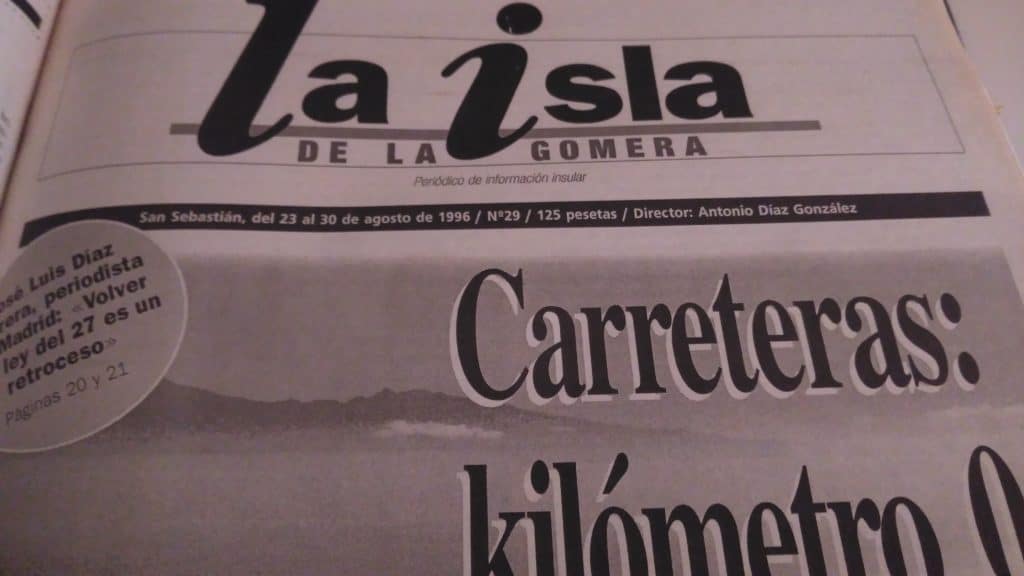 la isla
DE LA GOMERA
Periódico de información insular
San Sebastián, del 23 al 30 de agosto de 1996 / Nº29 / 125 pesetas / Director: Antonio Díaz González
Luis Díaz
periodista
Madrid: «Volver
ley del 27 es un
retroceso»
Páginas 20 y 21
Carreteras:
kilómetro 0